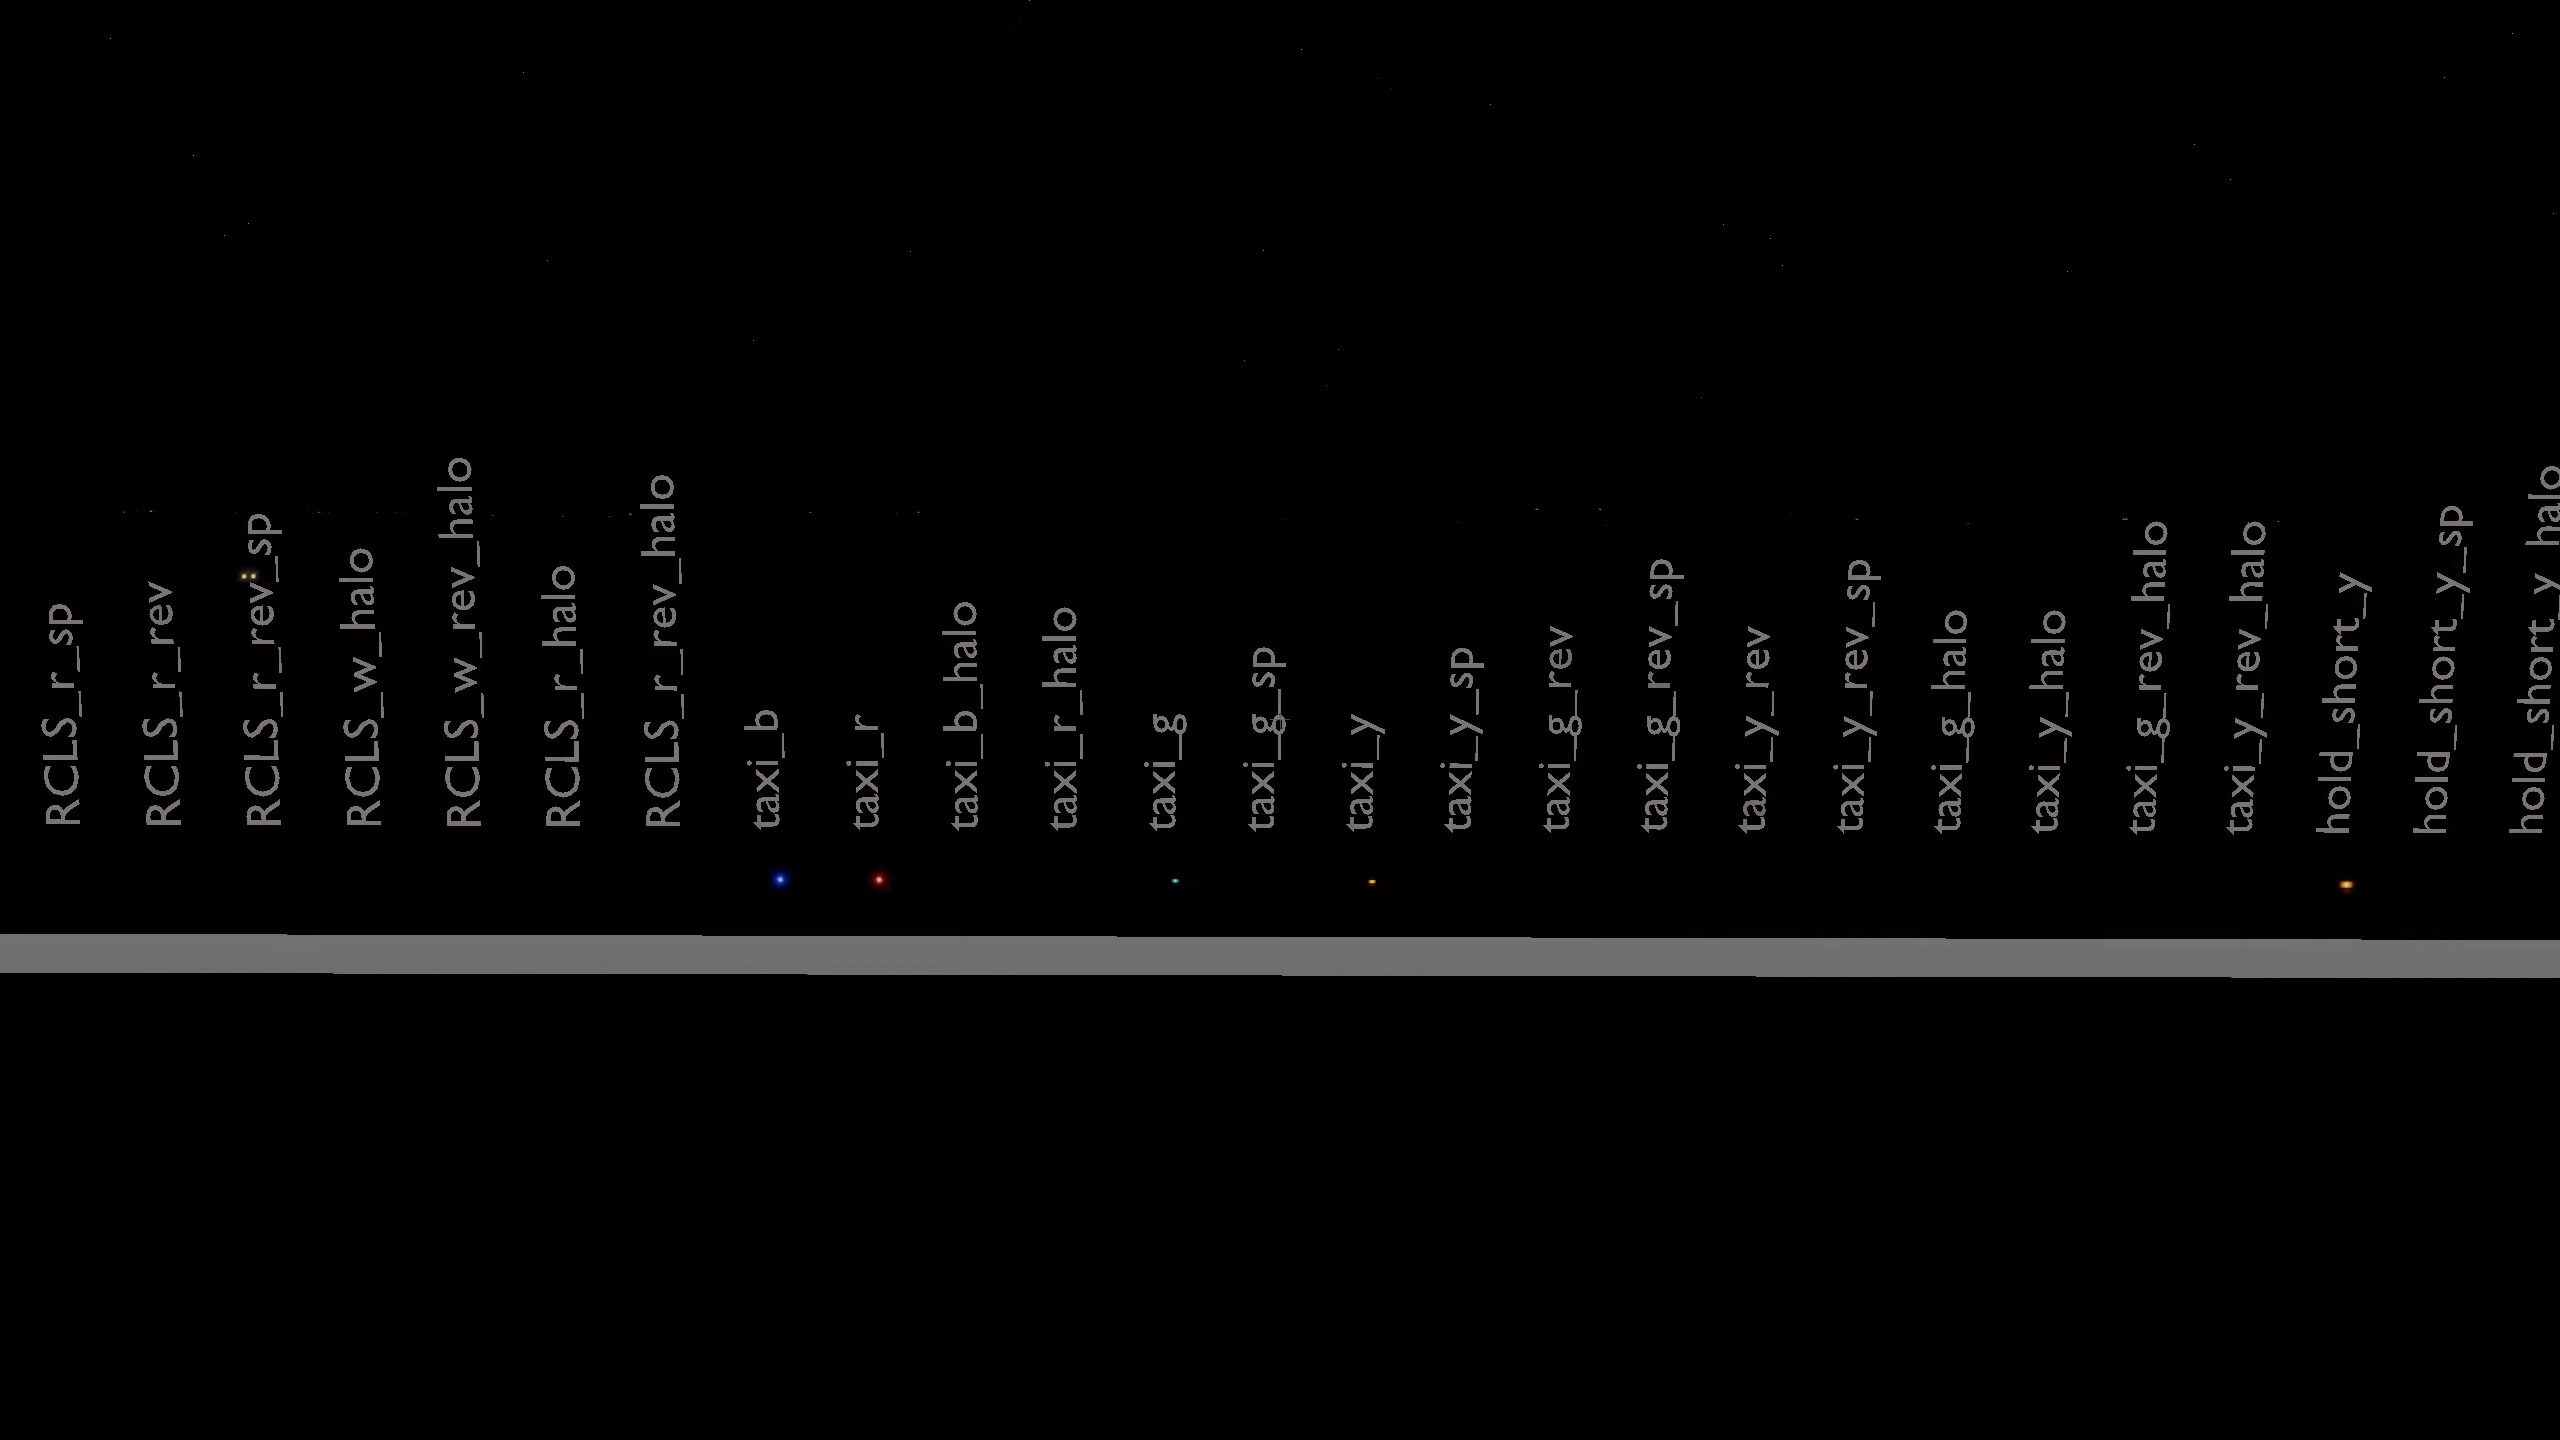 RCLS_r_sp
RCLS_r_rev
RCLS_r_rev_sp
RCLS_w_halo
RCLS_w_rev_halo
RCLS_r_halo
RCLS_r_rev_halo
taxi_b
taxi_r
taxi_b_halo
taxi_r_halo
taxi_g
taxi_g_sp
taxi_y
taxi_y_sp
taxi_g_rev
taxi_g_rev_sp
taxi_y_rev
taxi_y_rev_sp
taxi_g_halo
taxi_y_halo
taxi_g_rev_halo
taxi_y_rev_halo
hold_short_y
hold_short_y_sp
hold_short_y_halo